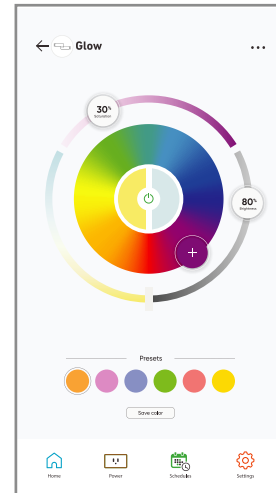 Glow
30%
Saturation
80%
Brightness
Presets
Save color
Home
Power
Schedules
Settings